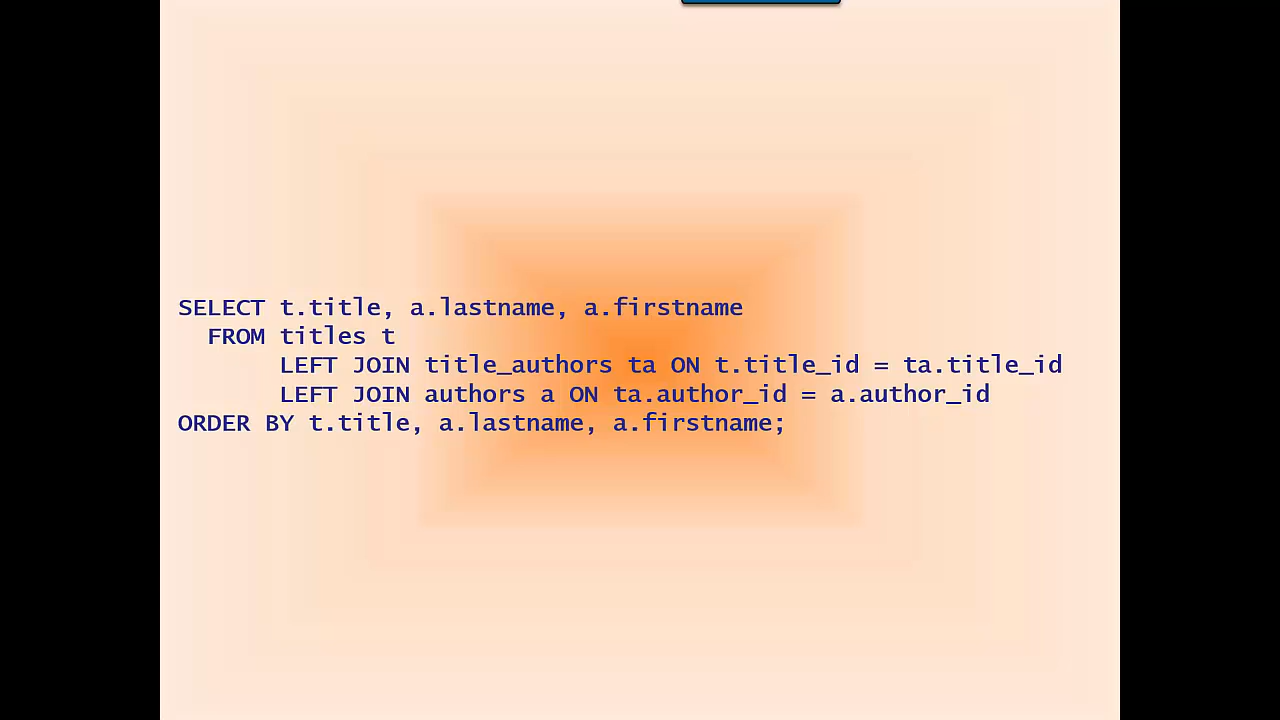 SELECT t.title, a.lastname, a.firstname
FROM titles t
LEFT JOIN title_authors ta ON t.title_id = ta.title_id
LEFT JOIN authors a ON ta.author_id = a.author_id
ORDER BY t.title, a.lastname, a.firstname;